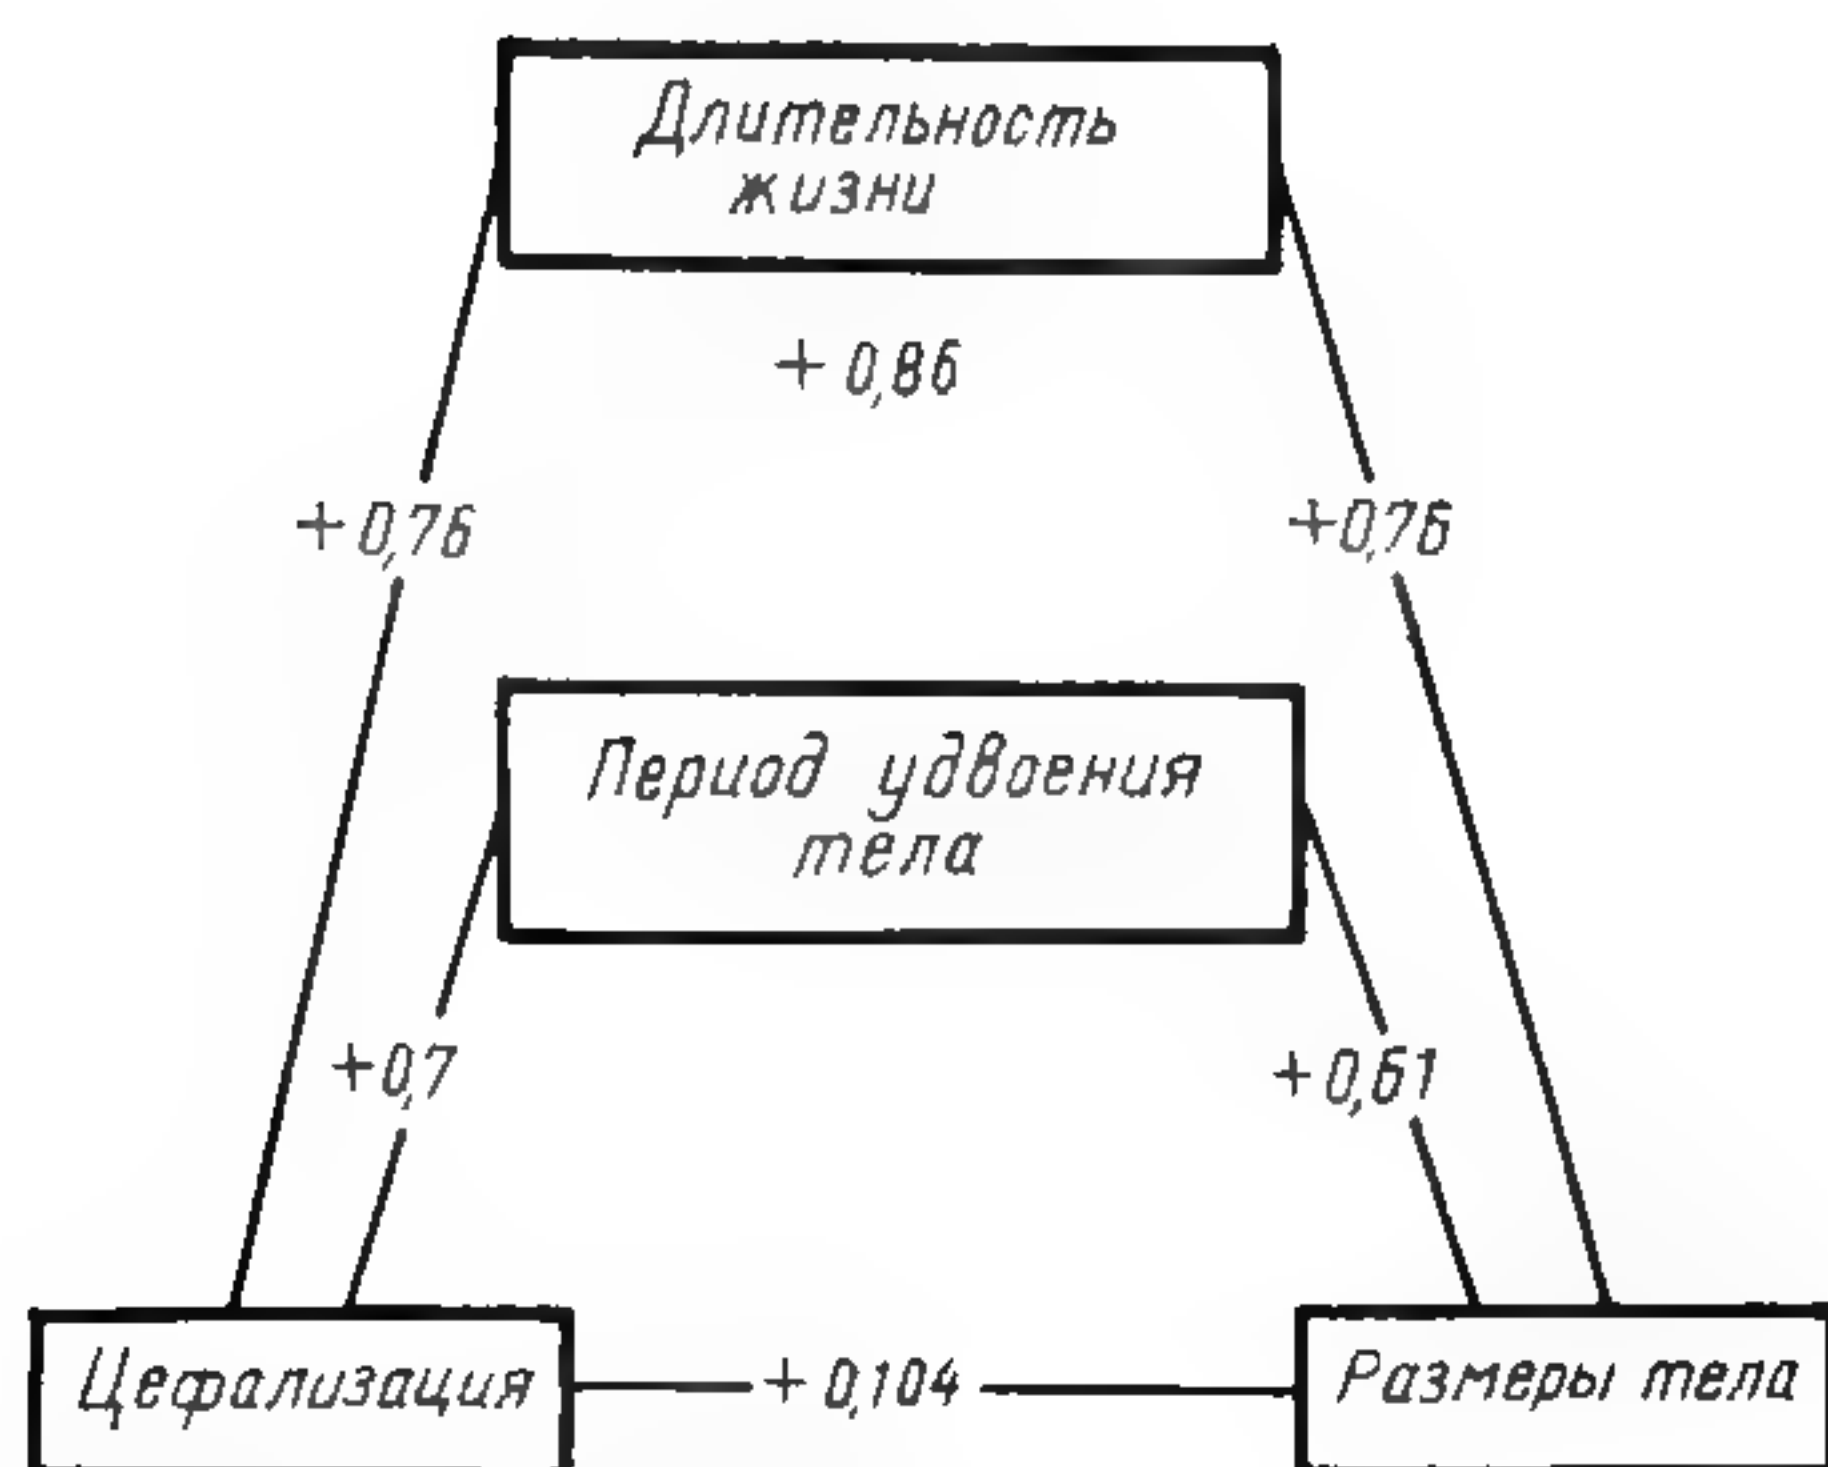 Длительность
жизни
+ 0,86
+ 0,76
+0,76
Период удвоения
тела
+0,7
+0,61
Цефализация
+ 0,104
Размеры тела